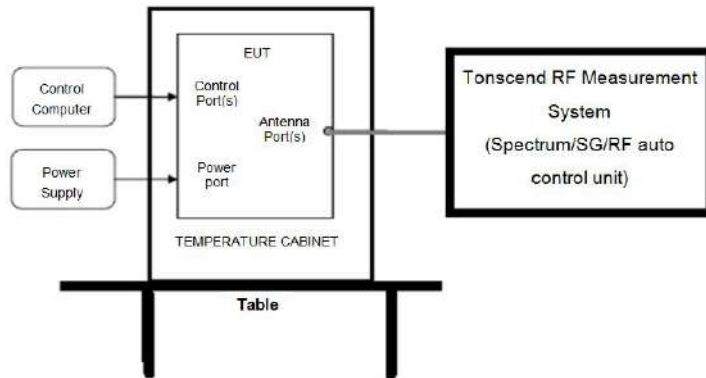 EUT
Control
Computer
Control
Port(s)
Antenna
Port(s)
Power
Supply
Power
port
TEMPERATURE CABINET
Table
Tonscend RF Measurement
System
(Spectrum/SG/RF auto
control unit)